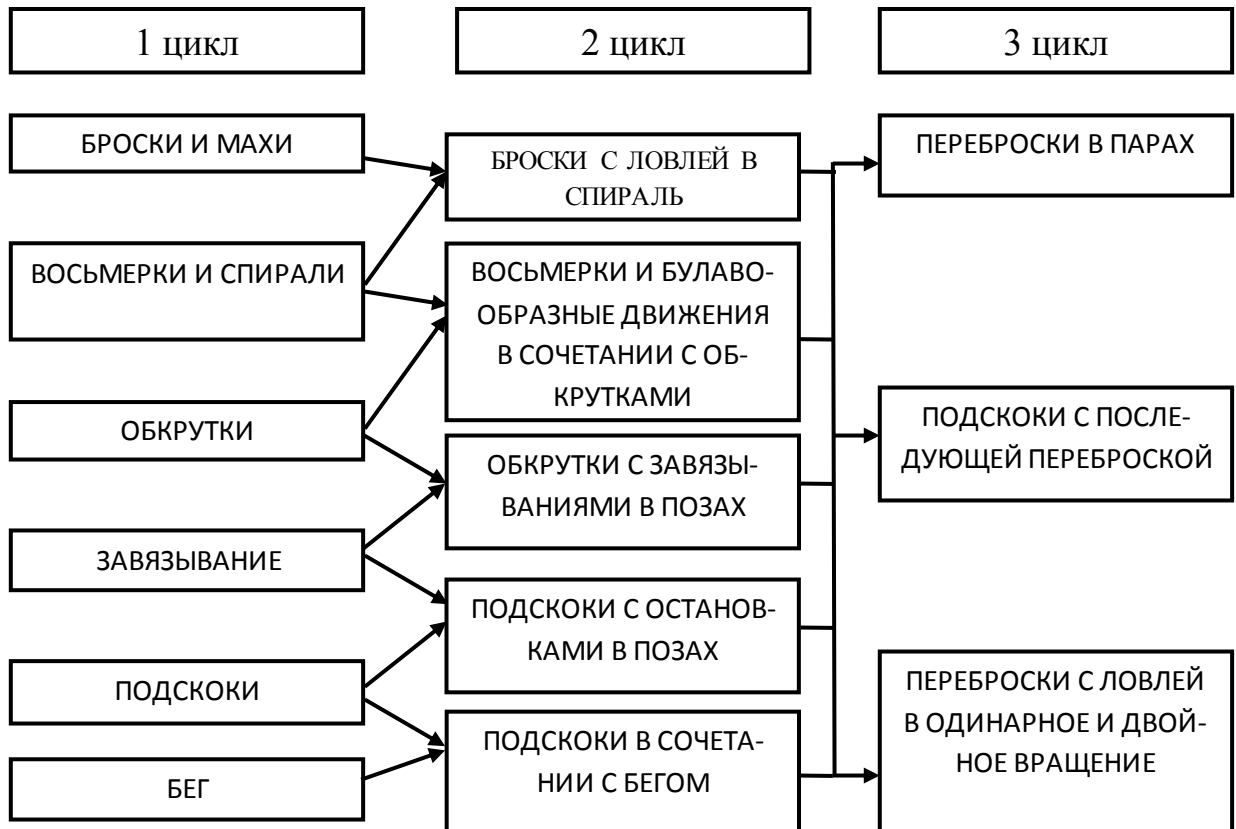 1 цикл
2 цикл
3 цикл
БРОСКИ И МАХИ
ВОСЬМЕРКИ И СПИРАЛИ
ОБКРУТКИ
ЗАВЯЗЫВАНИЕ
ПОДСКОКИ
БЕГ
БРОСКИ С ЛОВЛЕЙ В
СПИРАЛЬ
ВОСЬМЕРКИ И БУЛАВО-
ОБРАЗНЫЕ ДВИЖЕНИЯ
В СОЧЕТАНИИ С ОБ-
КРУТКАМИ
ОБКРУТКИ С ЗАВЯЗЫ-
ВАНИЯМИ В ПОЗАХ
ПОДСКОКИ С ОСТАНОВ-
КАМИ В ПОЗАХ
ПОДСКОКИ В СОЧЕТА-
НИИ С БЕГОМ
ПЕРЕБРОСКИ В ПАРАХ
ПОДСКОКИ С ПОСЛЕ-
ДУЮЩЕЙ ПЕРЕБРОСКОЙ
ПЕРЕБРОСКИ С ЛОВЛЕЙ
В ОДИНАРНОЕ И ДВОЙ-
НОЕ ВРАЩЕНИЕ